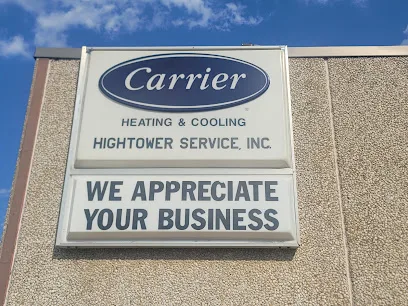 Carrier
HEATING & COOLING
HIGHTOWER SERVICE, INC.
WE APPRECIATE
YOUR BUSINESS